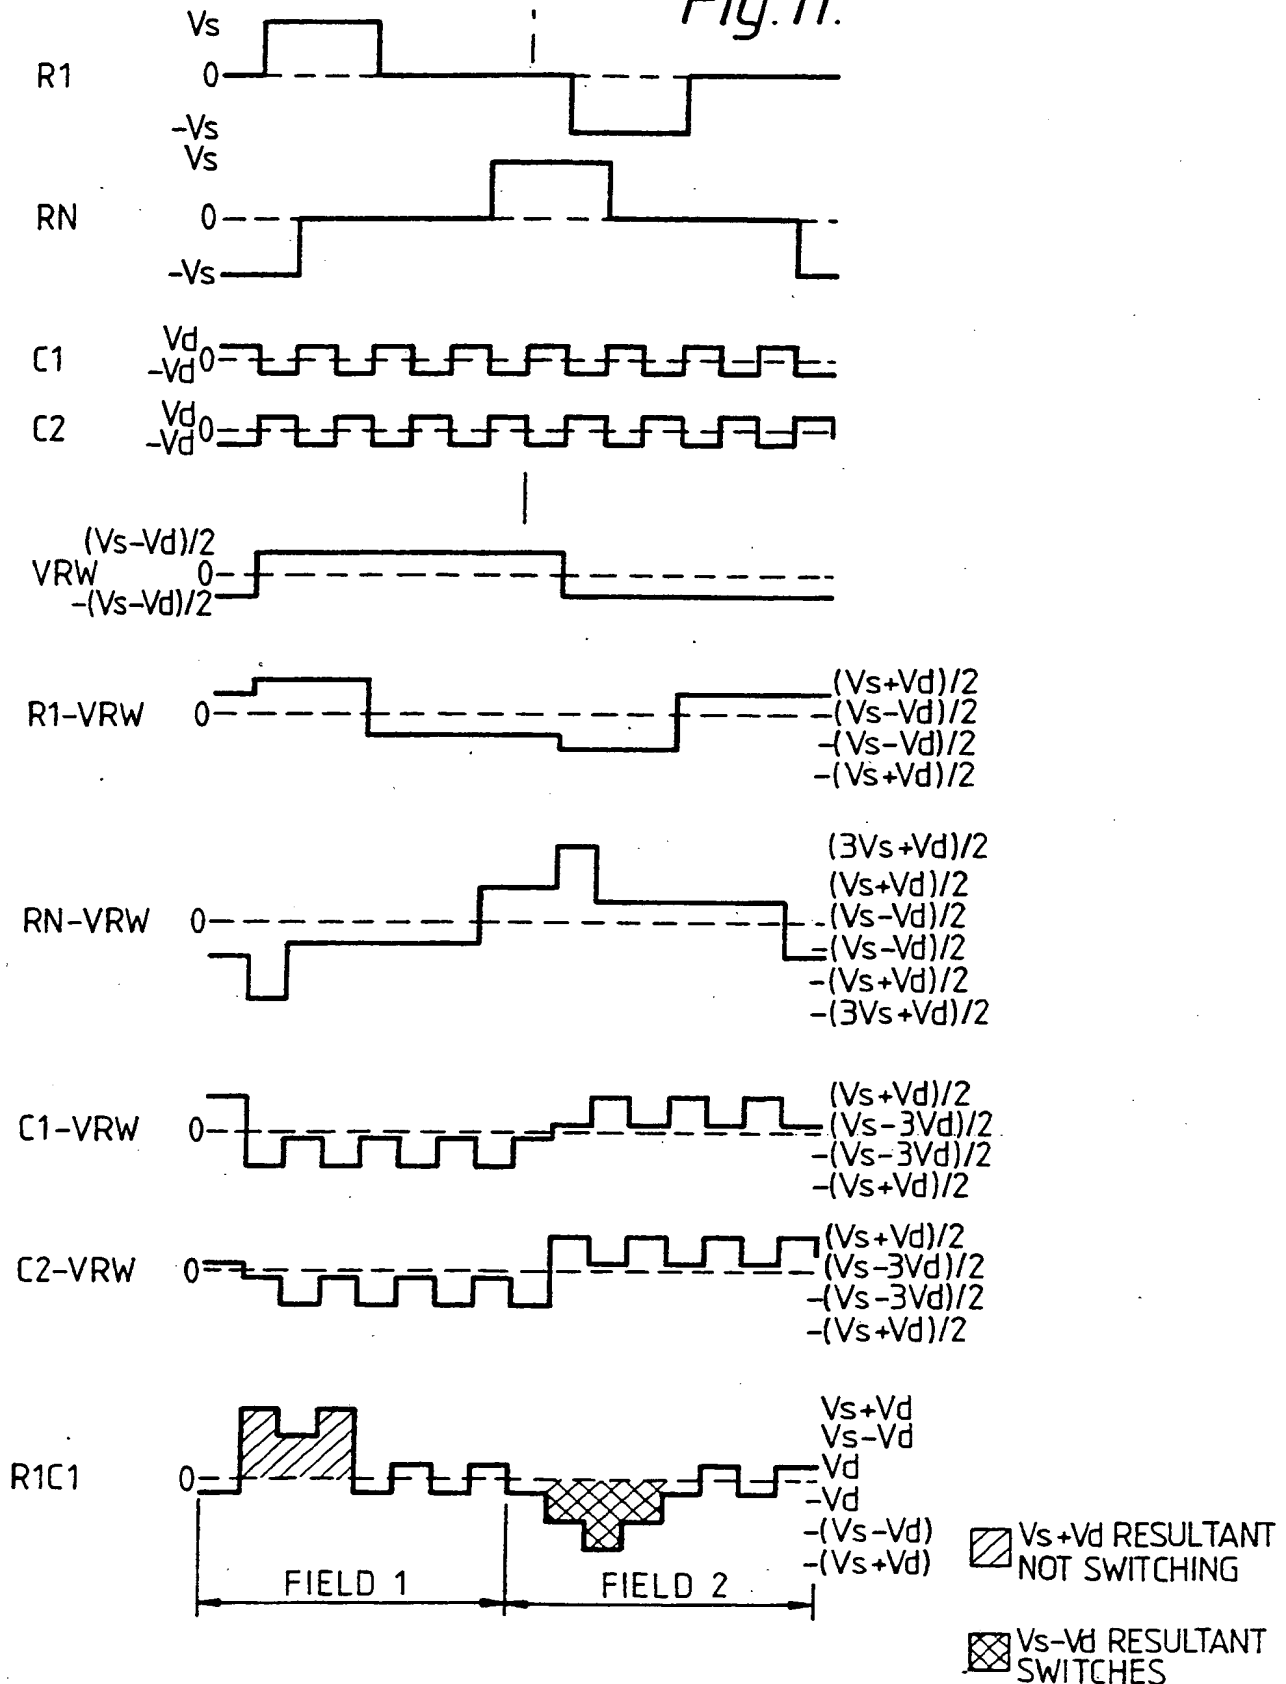 Fig. 11.
Vs
R1 0
-Vs
Vs
RN 0
-Vs
Vd
C1 0
-Vd
Vd
C2 0
-Vd
(Vs-Vd)/2
VRW 0
-(Vs-Vd)/2
R1-VRW 0
(Vs+Vd)/2
(Vs-Vd)/2
-(Vs-Vd)/2
-(Vs+Vd)/2
RN-VRW 0
(3Vs+Vd)/2
(Vs+Vd)/2
(Vs-Vd)/2
-(Vs-Vd)/2
-(Vs+Vd)/2
-(3Vs+Vd)/2
C1-VRW 0
(Vs+Vd)/2
(Vs-3Vd)/2
-(Vs-3Vd)/2
-(Vs+Vd)/2
C2-VRW 0
(Vs+Vd)/2
(Vs-3Vd)/2
-(Vs-3Vd)/2
-(Vs+Vd)/2
R1C1 0
Vs+Vd
Vs-Vd
Vd
-Vd
-(Vs-Vd)
-(Vs+Vd)
FIELD 1 FIELD 2
Vs+Vd RESULTANT
NOT SWITCHING
Vs-Vd RESULTANT
SWITCHES